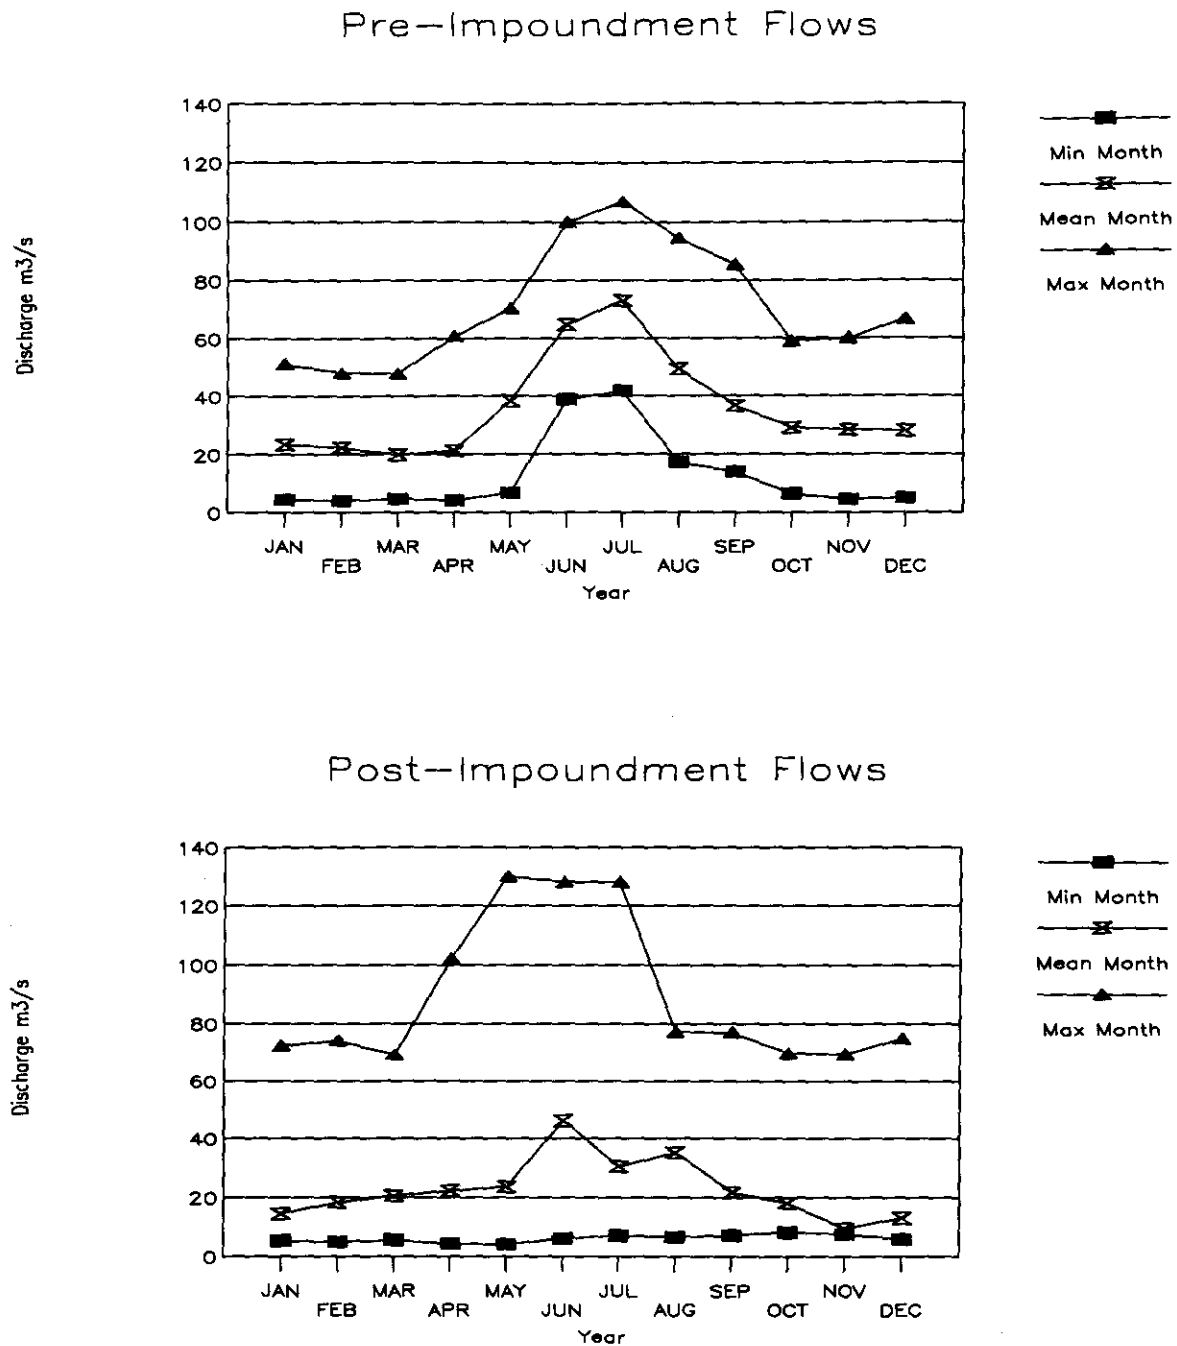 Pre-Impoundment Flows
140
120
100
80
60
40
20
0
Discharge m3/s
JAN FEB MAR APR MAY JUN JUL AUG SEP OCT NOV DEC
Year
Min Month
Mean Month
Max Month
Post-Impoundment Flows
140
120
100
80
60
40
20
0
Discharge m3/s
JAN FEB MAR APR MAY JUN JUL AUG SEP OCT NOV DEC
Year
Min Month
Mean Month
Max Month